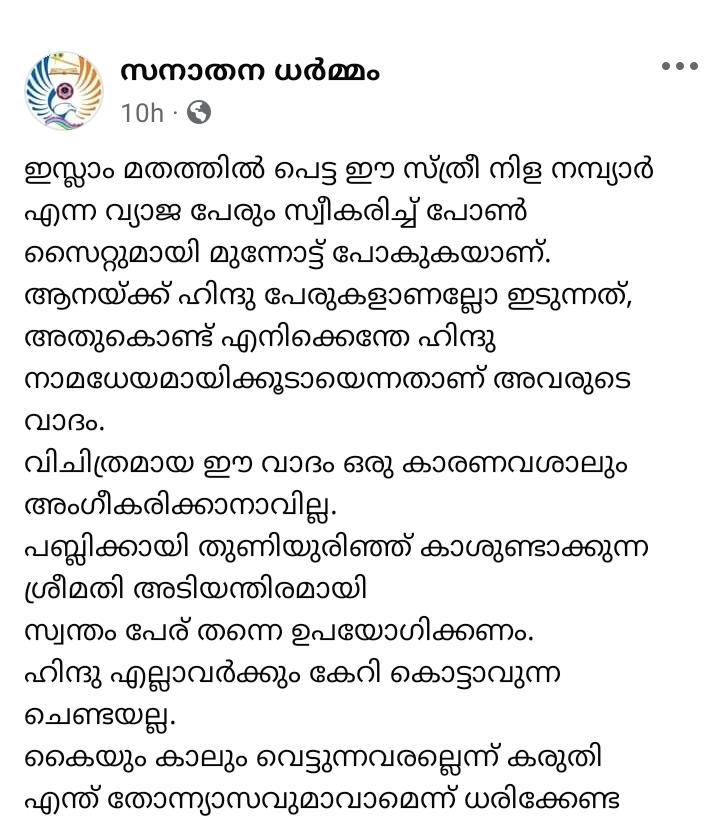 സനാതന ധർമ്മം
10h ·
ഇസ്ലാം മതത്തിൽ പെട്ട ഈ സ്ത്രീ നിള നമ്പ്യാർ
എന്ന വ്യാജ പേരും സ്വീകരിച്ച് പോൺ
സൈറ്റുമായി മുന്നോട്ട് പോകുകയാണ്.
ആനയ്ക്ക് ഹിന്ദു പേരുകളാണല്ലോ ഇടുന്നത്,
അതുകൊണ്ട് എനിക്കെന്തേ ഹിന്ദു
നാമധേയമായിക്കൂടായെന്നതാണ് അവരുടെ
വാദം.
വിചിത്രമായ ഈ വാദം ഒരു കാരണവശാലും
അംഗീകരിക്കാനാവില്ല.
പബ്ലിക്കായി തുണിയുരിഞ്ഞ് കാശുണ്ടാക്കുന്ന
ശ്രീമതി അടിയന്തിരമായി
സ്വന്തം പേര് തന്നെ ഉപയോഗിക്കണം.
ഹിന്ദു എല്ലാവർക്കും കേറി കൊട്ടാവുന്ന
ചെണ്ടയല്ല.
കൈയും കാലും വെട്ടുന്നവരല്ലെന്ന് കരുതി
എന്ത് തോന്ന്യാസവുമാവാമെന്ന് ധരിക്കേണ്ട